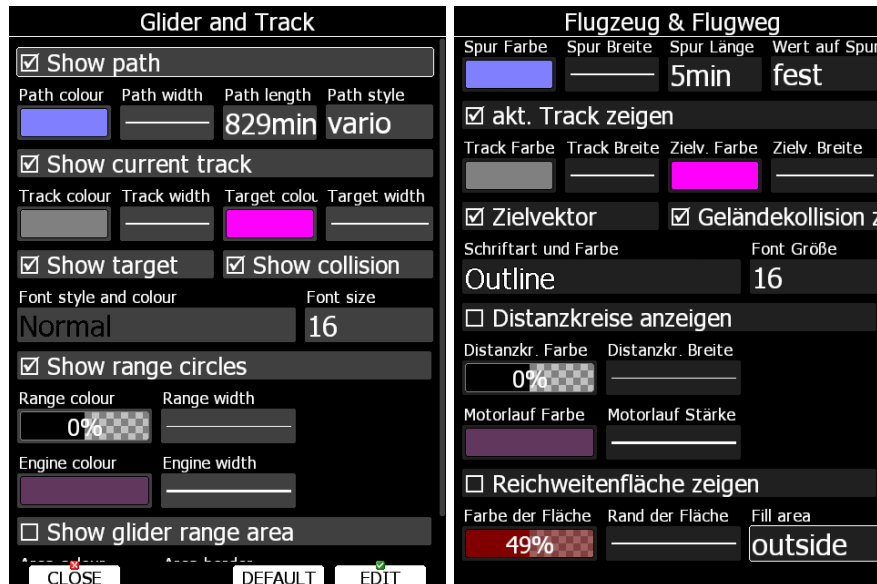 Glider and Track
Show path
Path colour Path width Path length Path style
829min vario
Show current track
Track colour Track width Target colou Target width
Show target Show collision
Font style and colour Font size
Normal 16
Show range circles
Range colour Range width
0%
Engine colour Engine width
Show glider range area
Area colour Area border
CLOSE DEFAULT EDIT
Flugzeug & Flugweg
Spur Farbe Spur Breite Spur Länge Wert auf Spur
5min fest
akt. Track zeigen
Track Farbe Track Breite Zielv. Farbe Zielv. Breite
Zielvektor Geländekollision z
Schriftart und Farbe Font Größe
Outline 16
Distanzkreise anzeigen
Distanzkr. Farbe Distanzkr. Breite
0%
Motorlauf Farbe Motorlauf Stärke
Reichweitenfläche zeigen
Farbe der Fläche Rand der Fläche Fill area
49% outside